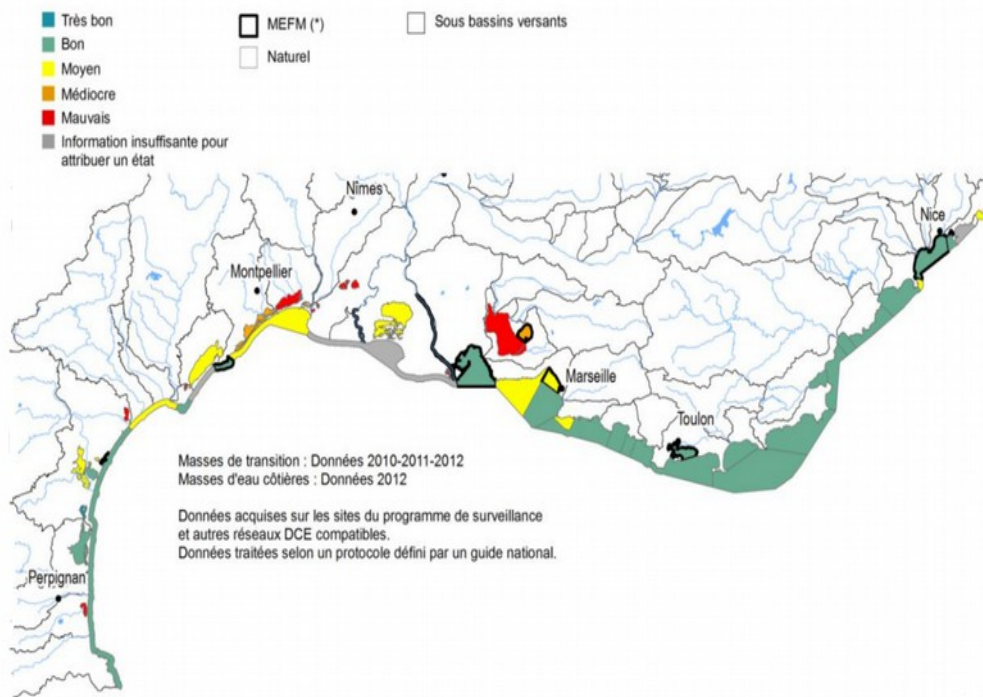 Très bon
Bon
Moyen
Médiocre
Mauvais
Information insuffisante pour
attribuer un état
MEFM (*)
Naturel
Sous bassins versants
Nîmes
Nice
Montpellier
Marseille
Toulon
Masses de transition : Données 2010-2011-2012
Masses d'eau côtières : Données 2012
Données acquises sur les sites du programme de surveillance
et autres réseaux DCE compatibles.
Données traitées selon un protocole défini par un guide national.
Perpignan